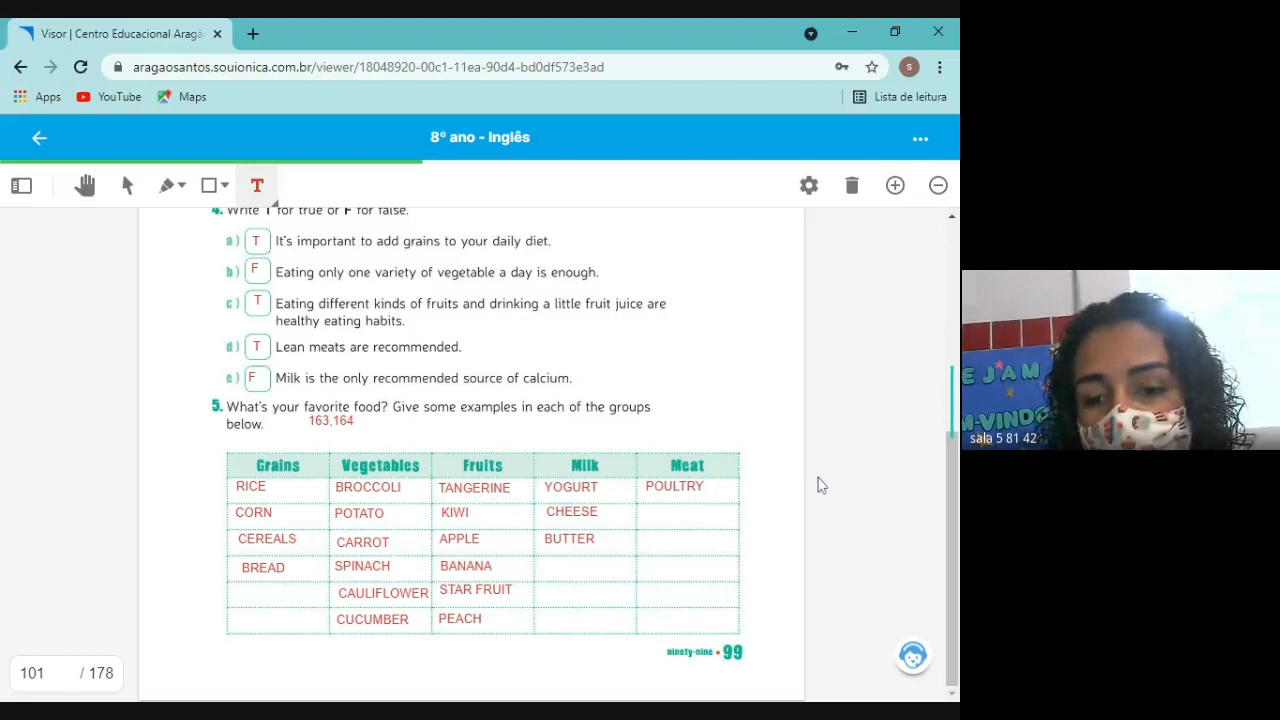 Visor | Centro Educacional Aragã
aragaosantos.souionica.com.br/viewer/18048920-00c1-11ea-90d4-bd0df573e3ad
S
Apps YouTube Maps Lista de leitura
8º ano - Inglês
T
4. Write T for true or F for false.
a) T It's important to add grains to your daily diet.
b) F Eating only one variety of vegetable a day is enough.
c) T Eating different kinds of fruits and drinking a little fruit juice are
healthy eating habits.
d) T Lean meats are recommended.
e) F Milk is the only recommended source of calcium.
5. What's your favorite food? Give some examples in each of the groups
below. 163,164
Grains Vegetables Fruits Milk Meat
RICE BROCCOLI TANGERINE YOGURT POULTRY
CORN POTATO KIWI CHEESE
CEREALS CARROT APPLE BUTTER
BREAD SPINACH BANANA
CAULIFLOWER STAR FRUIT
CUCUMBER PEACH
ninety-nine • 99
101 / 178
E JAM
M-VINDO
sala 5 81 42